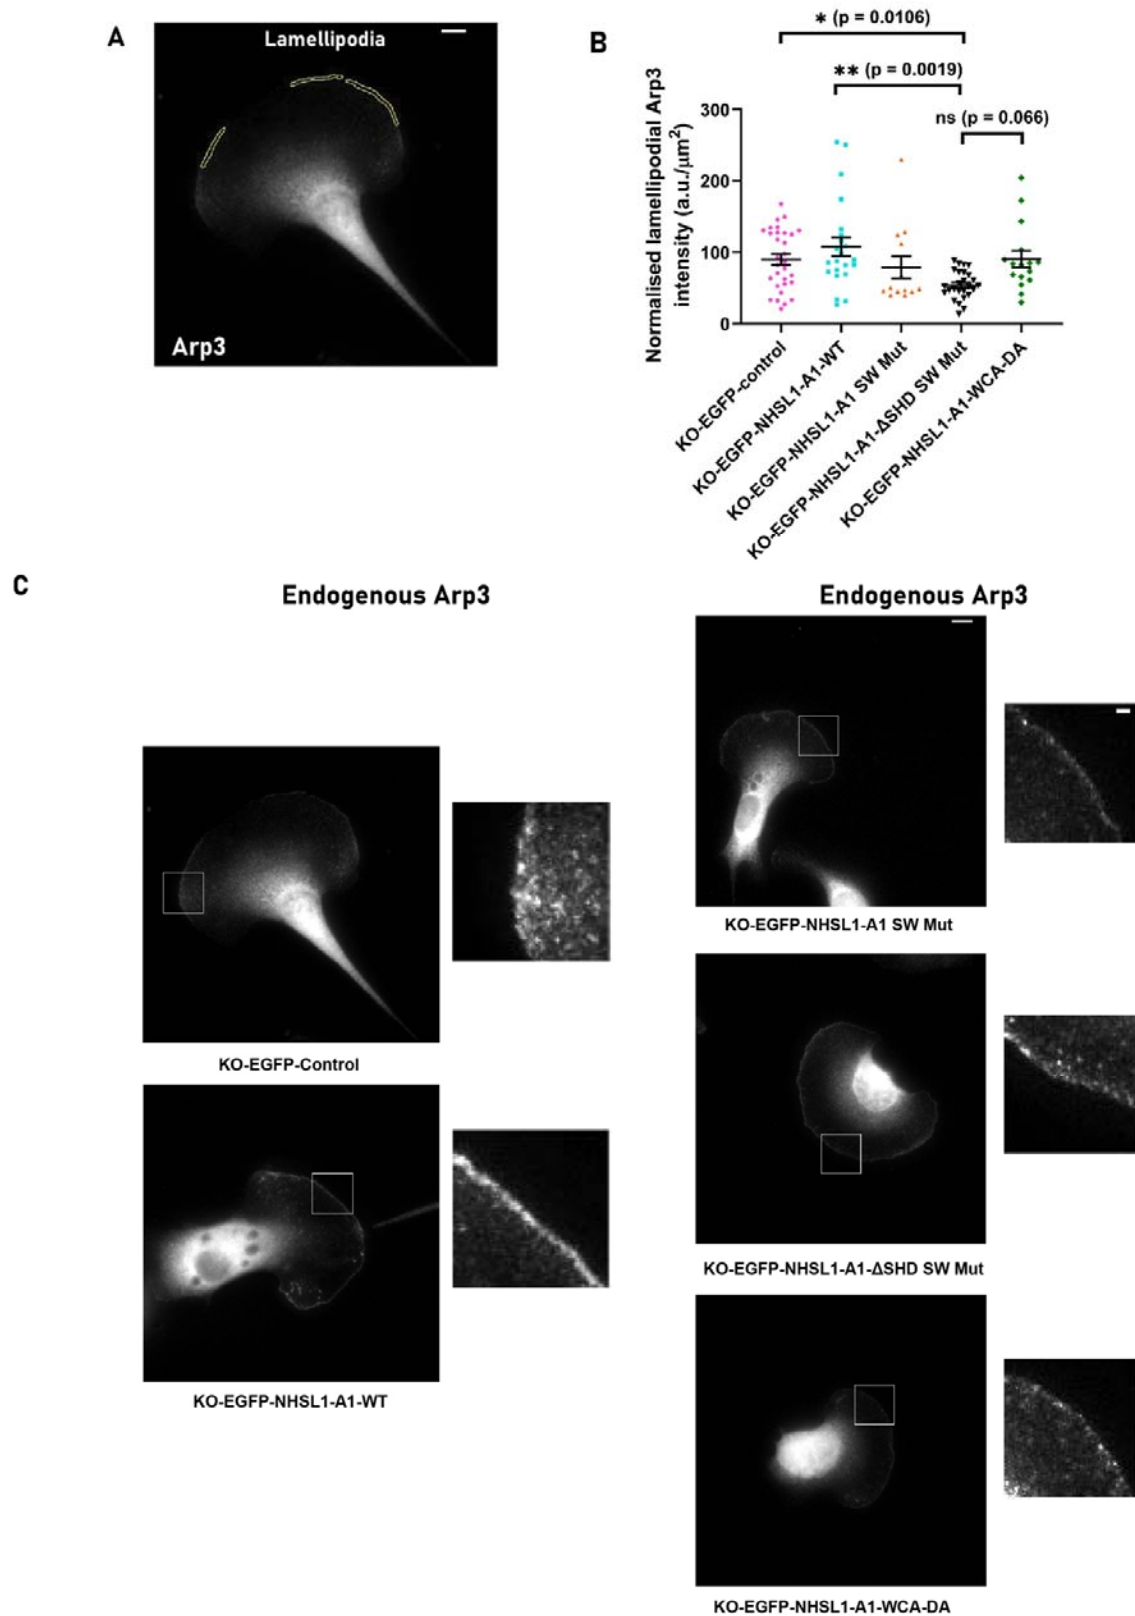 A
Lamellipodia
Arp3
B
* (p = 0.0106)
** (p = 0.0019)
ns (p = 0.066)
Normalised lamellipodial Arp3
intensity (a.u./μm²)
300
200
100
0
KO-EGFP-control
KO-EGFP-NHSL1-A1-WT
KO-EGFP-NHSL1-A1 SW Mut
KO-EGFP-NHSL1-A1-ΔSHD SW Mut
KO-EGFP-NHSL1-A1-WCA-DA
C
Endogenous Arp3
KO-EGFP-Control
KO-EGFP-NHSL1-A1-WT
Endogenous Arp3
KO-EGFP-NHSL1-A1 SW Mut
KO-EGFP-NHSL1-A1-ΔSHD SW Mut
KO-EGFP-NHSL1-A1-WCA-DA